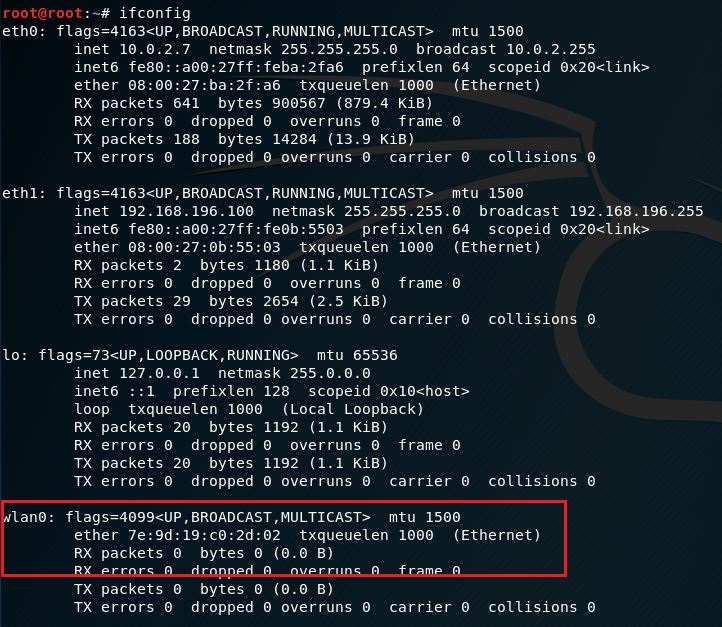 root@root:~# ifconfig
eth0: flags=4163<UP,BROADCAST,RUNNING,MULTICAST>  mtu 1500
        inet 10.0.2.7  netmask 255.255.255.0  broadcast 10.0.2.255
        inet6 fe80::a00:27ff:feba:2fa6  prefixlen 64  scopeid 0x20<link>
        ether 08:00:27:ba:2f:a6  txqueuelen 1000  (Ethernet)
        RX packets 641  bytes 900567 (879.4 KiB)
        RX errors 0  dropped 0  overruns 0  frame 0
        TX packets 188  bytes 14284 (13.9 KiB)
        TX errors 0  dropped 0 overruns 0  carrier 0  collisions 0

eth1: flags=4163<UP,BROADCAST,RUNNING,MULTICAST>  mtu 1500
        inet 192.168.196.100  netmask 255.255.255.0  broadcast 192.168.196.255
        inet6 fe80::a00:27ff:fe0b:5503  prefixlen 64  scopeid 0x20<link>
        ether 08:00:27:0b:55:03  txqueuelen 1000  (Ethernet)
        RX packets 2  bytes 1180 (1.1 KiB)
        RX errors 0  dropped 0  overruns 0  frame 0
        TX packets 29  bytes 2654 (2.5 KiB)
        TX errors 0  dropped 0 overruns 0  carrier 0  collisions 0

lo: flags=73<UP,LOOPBACK,RUNNING>  mtu 65536
        inet 127.0.0.1  netmask 255.0.0.0
        inet6 ::1  prefixlen 128  scopeid 0x10<host>
        loop  txqueuelen 1000  (Local Loopback)
        RX packets 20  bytes 1192 (1.1 KiB)
        RX errors 0  dropped 0  overruns 0  frame 0
        TX packets 20  bytes 1192 (1.1 KiB)
        TX errors 0  dropped 0 overruns 0  carrier 0  collisions 0

wlan0: flags=4099<UP,BROADCAST,MULTICAST>  mtu 1500
        ether 7e:9d:19:c0:2d:02  txqueuelen 1000  (Ethernet)
        RX packets 0  bytes 0 (0.0 B)
        RX errors 0  dropped 0  overruns 0  frame 0
        TX packets 0  bytes 0 (0.0 B)
        TX errors 0  dropped 0 overruns 0  carrier 0  collisions 0